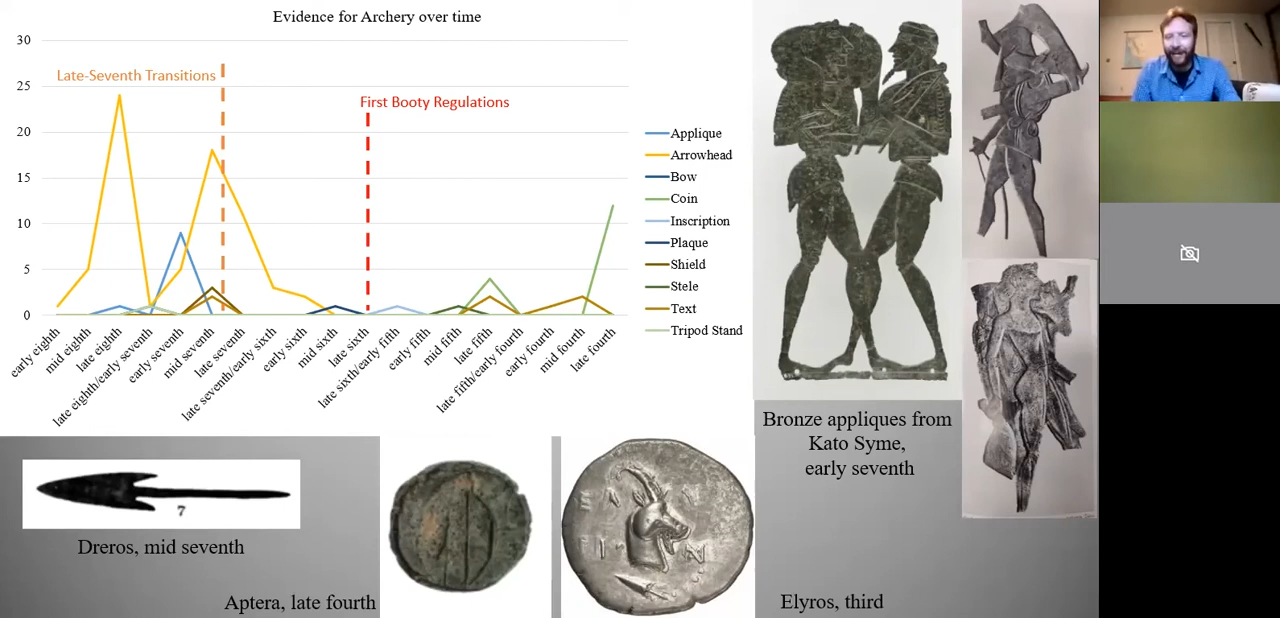 Evidence for Archery over time
30
25
20
15
10
5
0
Late-Seventh Transitions
First Booty Regulations
early eighth
mid eighth
late eighth
late eighth/early seventh
early seventh
mid seventh
late seventh
late seventh/early sixth
early sixth
mid sixth
late sixth
late sixth/early fifth
early fifth
mid fifth
late fifth
late fifth/early fourth
early fourth
mid fourth
late fourth
Applique
Arrowhead
Bow
Coin
Inscription
Plaque
Shield
Stele
Text
Tripod Stand
Bronze appliques from
Kato Syme,
early seventh
7
Dreros, mid seventh
Aptera, late fourth
Elyros, third